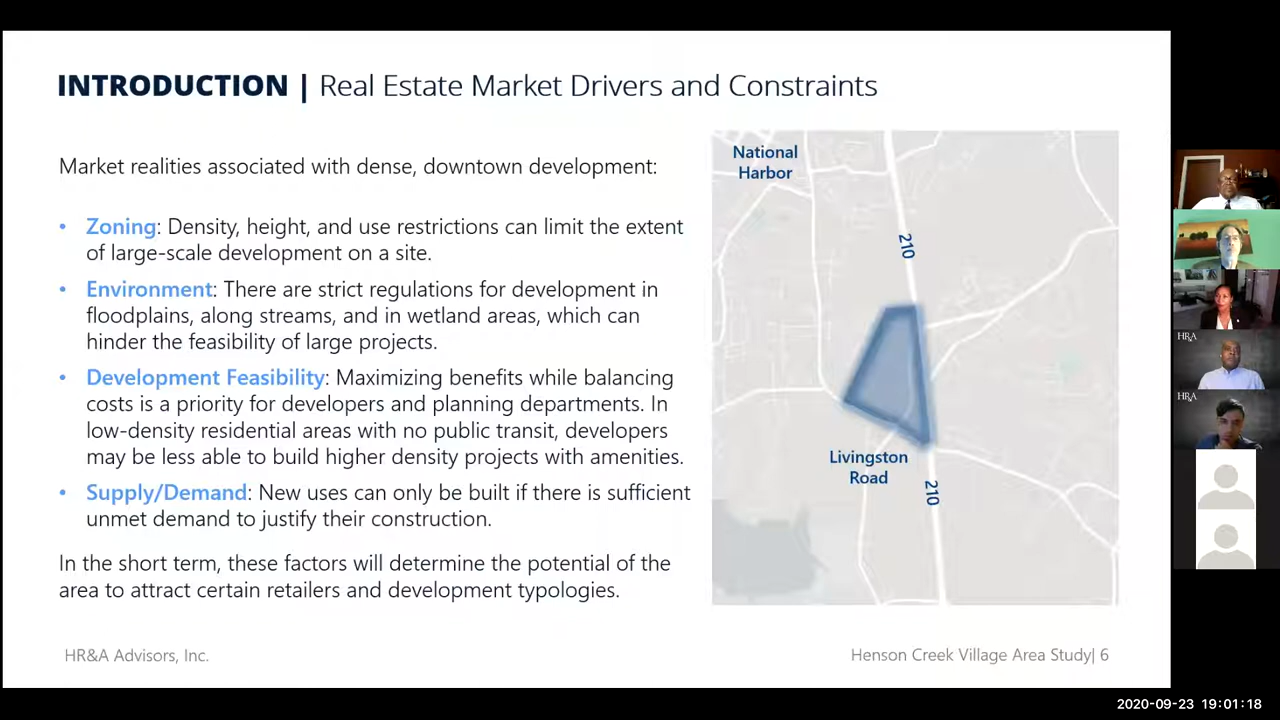 INTRODUCTION | Real Estate Market Drivers and Constraints
Market realities associated with dense, downtown development:
• Zoning: Density, height, and use restrictions can limit the extent
of large-scale development on a site.
• Environment: There are strict regulations for development in
floodplains, along streams, and in wetland areas, which can
hinder the feasibility of large projects.
• Development Feasibility: Maximizing benefits while balancing
costs is a priority for developers and planning departments. In
low-density residential areas with no public transit, developers
may be less able to build higher density projects with amenities.
• Supply/Demand: New uses can only be built if there is sufficient
unmet demand to justify their construction.
In the short term, these factors will determine the potential of the
area to attract certain retailers and development typologies.
National
Harbor
210
Livingston
Road
210
HR&A Advisors, Inc.
Henson Creek Village Area Study| 6
HR&A
HR&A
2020-09-23 19:01:18